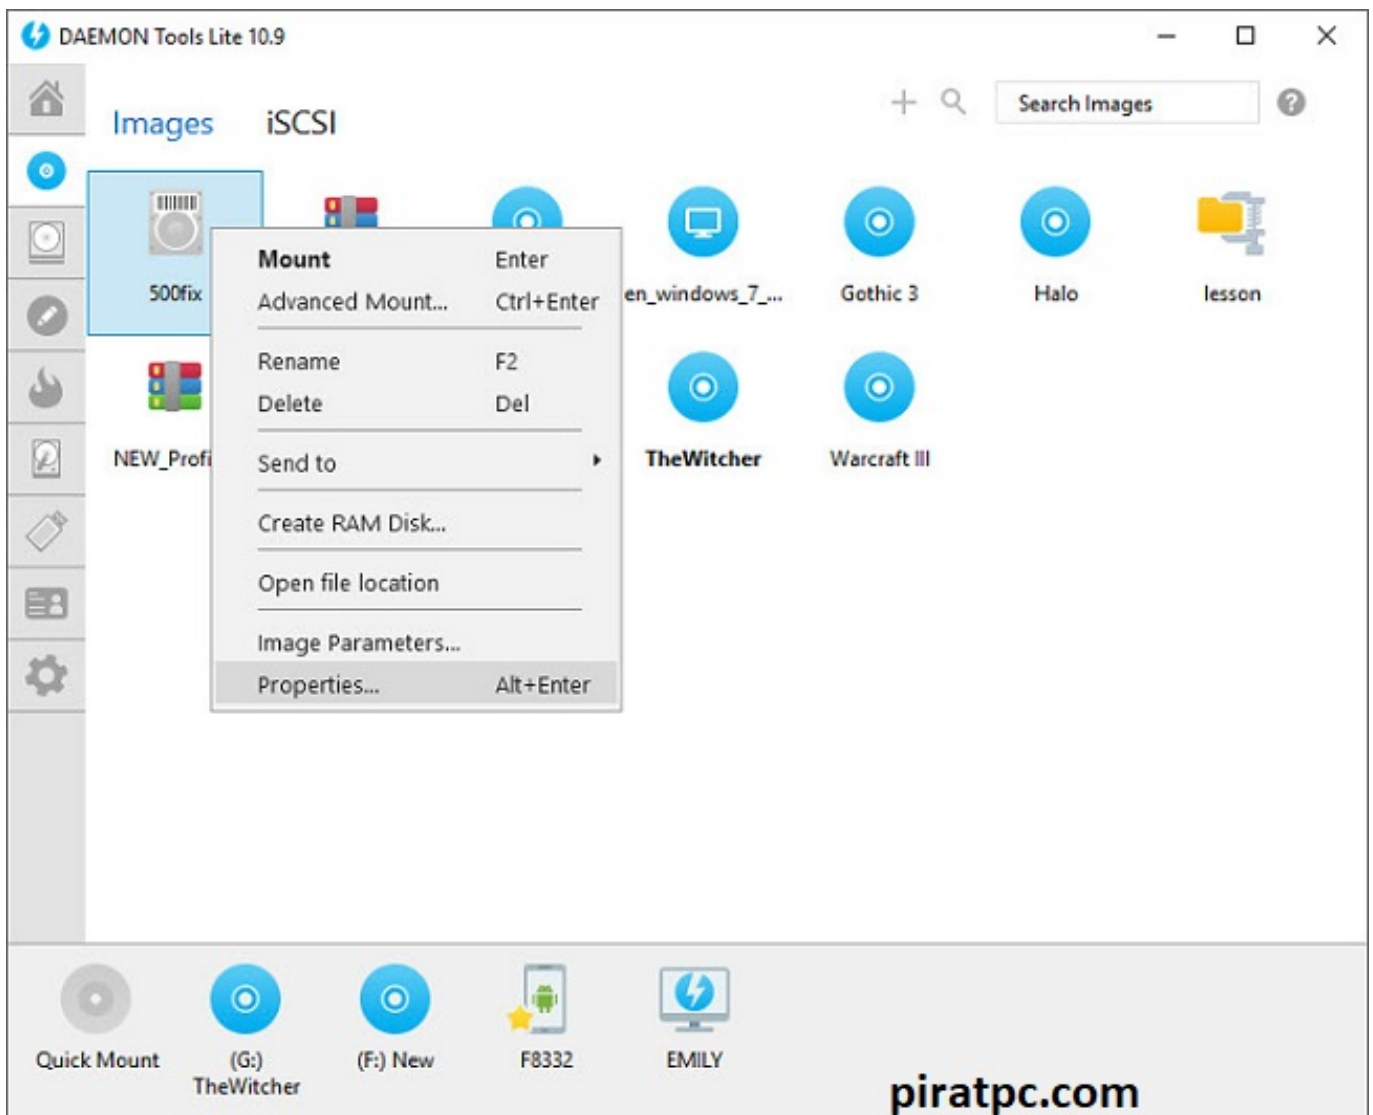 DAEMON Tools Lite 10.9
Images iSCSI
Search Images
500fix
en_windows_7_...
Gothic 3
Halo
lesson
Mount Enter
Advanced Mount... Ctrl+Enter
Rename F2
Delete Del
Send to
Create RAM Disk...
Open file location
Image Parameters...
Properties... Alt+Enter
NEW_Profi
TheWitcher
Warcraft III
Quick Mount
(G:)
TheWitcher
(F:) New
F8332
EMILY
piratpc.com